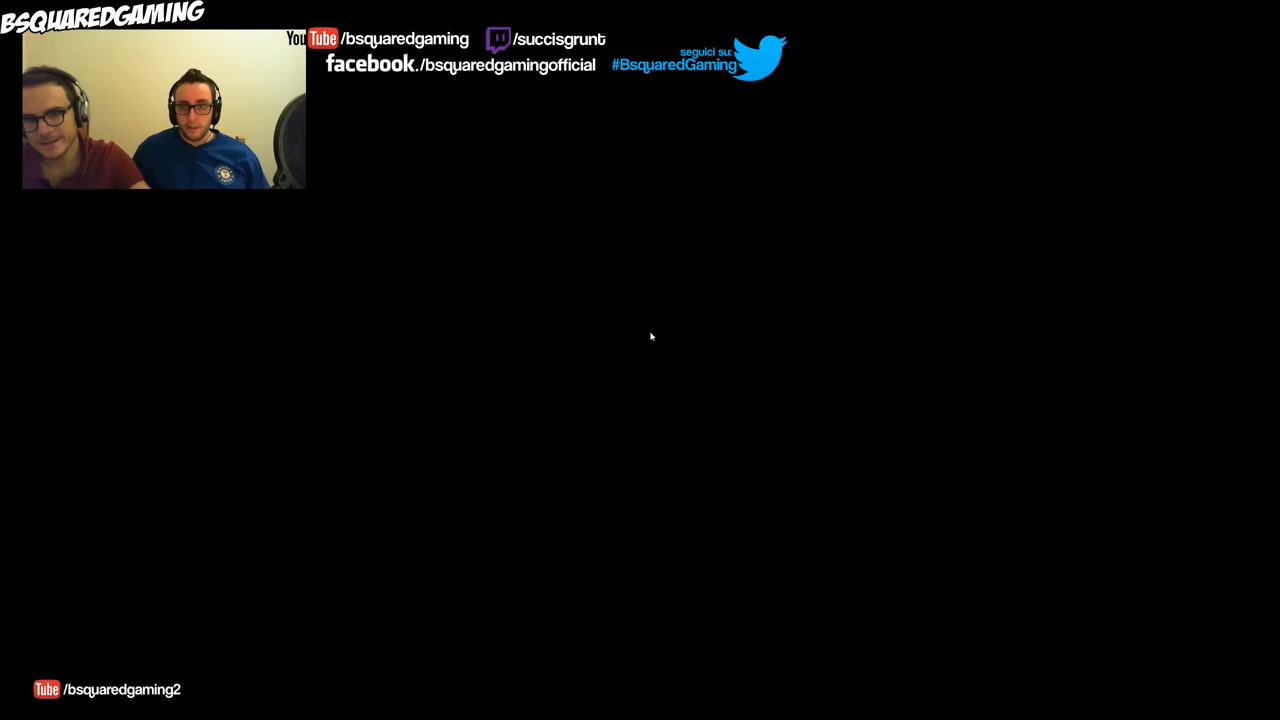 BSQUAREDGAMING
YouTube /bsquaredgaming /succisgrunt
facebook. /bsquaredgamingofficial
seguici su:
#BsquaredGaming
Tube /bsquaredgaming2